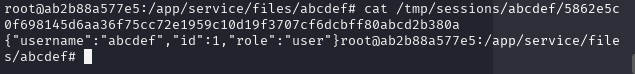 root@ab2b88a577e5:/app/service/files/abcdef# cat /tmp/sessions/abcdef/5862e5c
0f698145d6aa36f75cc72e1959c10d19f3707cf6dcbff80abcd2b380a
{"username":"abcdef","id":1,"role":"user"}root@ab2b88a577e5:/app/service/file
s/abcdef#